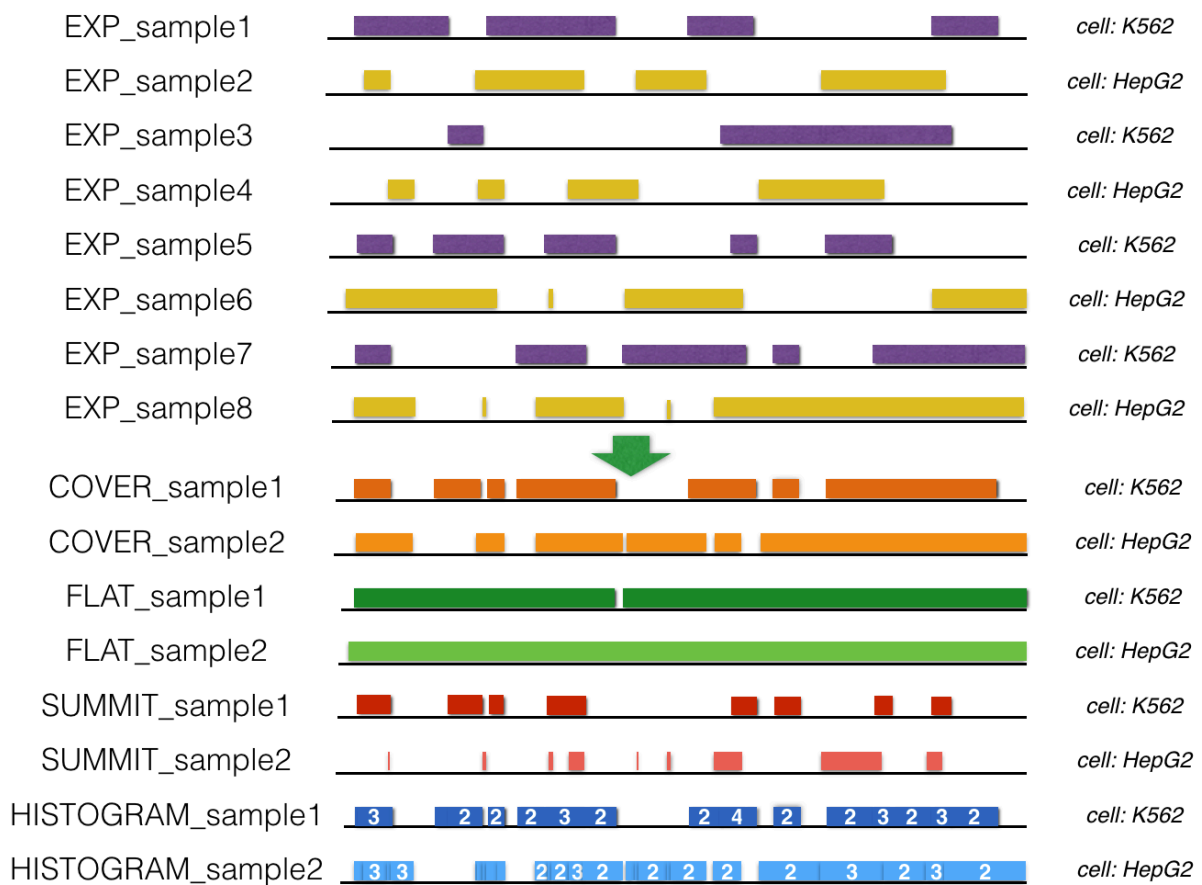 EXP_sample1 cell: K562
EXP_sample2 cell: HepG2
EXP_sample3 cell: K562
EXP_sample4 cell: HepG2
EXP_sample5 cell: K562
EXP_sample6 cell: HepG2
EXP_sample7 cell: K562
EXP_sample8 cell: HepG2
COVER_sample1 cell: K562
COVER_sample2 cell: HepG2
FLAT_sample1 cell: K562
FLAT_sample2 cell: HepG2
SUMMIT_sample1 cell: K562
SUMMIT_sample2 cell: HepG2
HISTOGRAM_sample1 3 2 2 2 3 2 2 4 2 2 3 2 3 2 cell: K562
HISTOGRAM_sample2 3 3 2 2 3 2 2 2 2 3 2 3 2 cell: HepG2